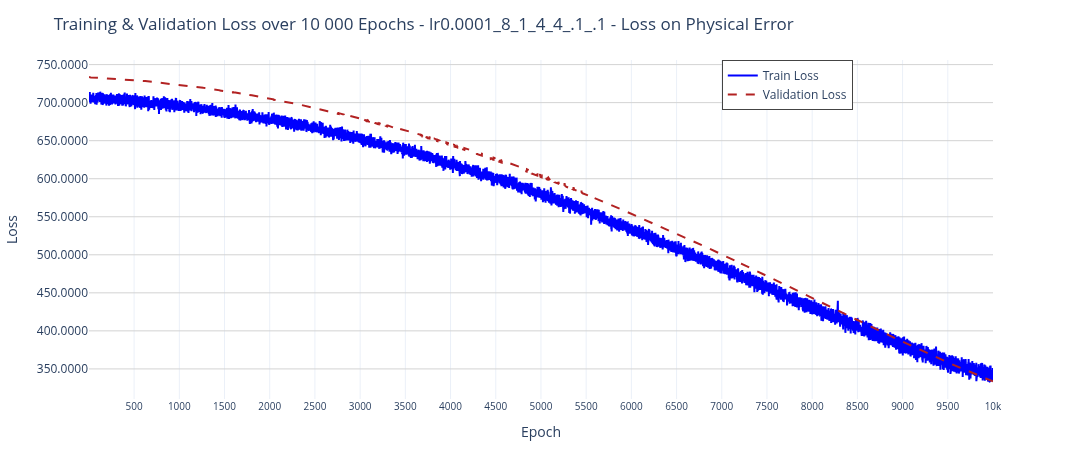 Training & Validation Loss over 10 000 Epochs - lr0.0001_8_1_4_4_.1_.1 - Loss on Physical Error
Train Loss
Validation Loss
Loss
750.0000
700.0000
650.0000
600.0000
550.0000
500.0000
450.0000
400.0000
350.0000
500 1000 1500 2000 2500 3000 3500 4000 4500 5000 5500 6000 6500 7000 7500 8000 8500 9000 9500 10k
Epoch